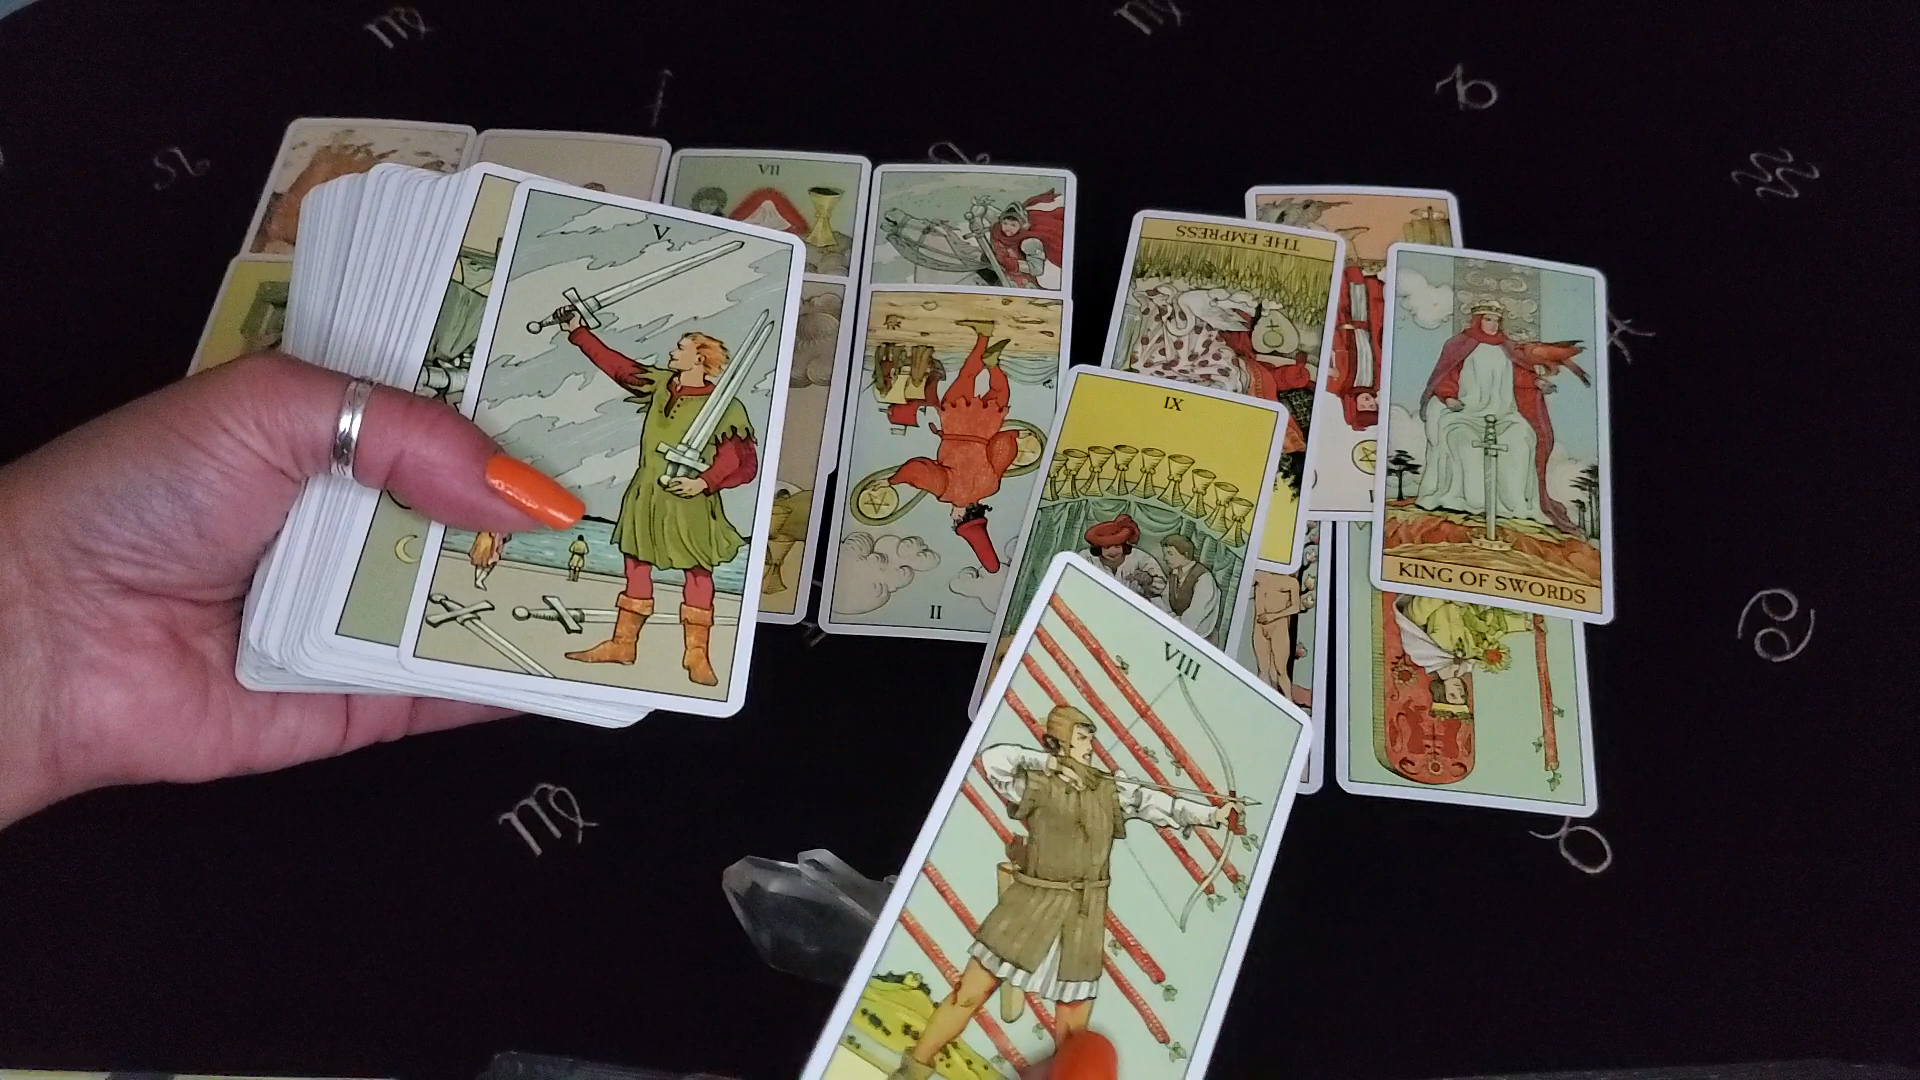 VII
V
THE EMPRESS
IX
KING OF SWORDS
II
VIII